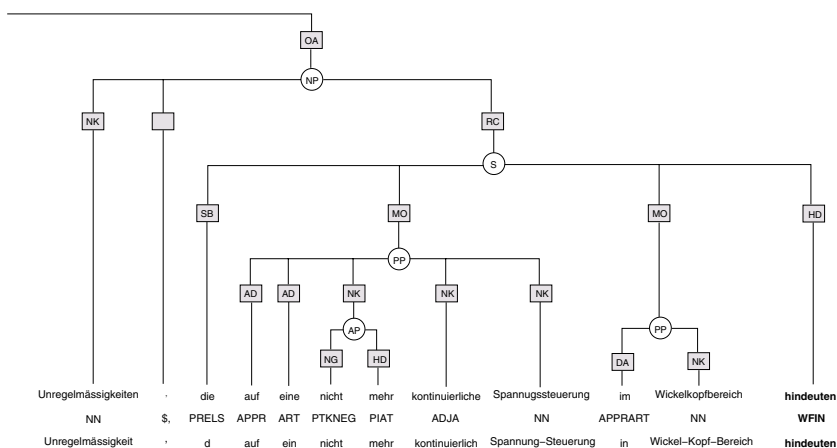 OA
NP
NK RC
S
SB MO MO HD
PP
AD AD NK NK NK
AP PP
NG HD DA NK
Unregelmässigkeiten , die auf eine nicht mehr kontinuierliche Spannugssteuerung im Wickelkopfbereich hindeuten
NN $, PRELS APPR ART PTKNEG PIAT ADJA NN APPRART NN WFIN
Unregelmässigkeit , d auf ein nicht mehr kontinuierlich Spannung–Steuerung in Wickel–Kopf–Bereich hindeuten